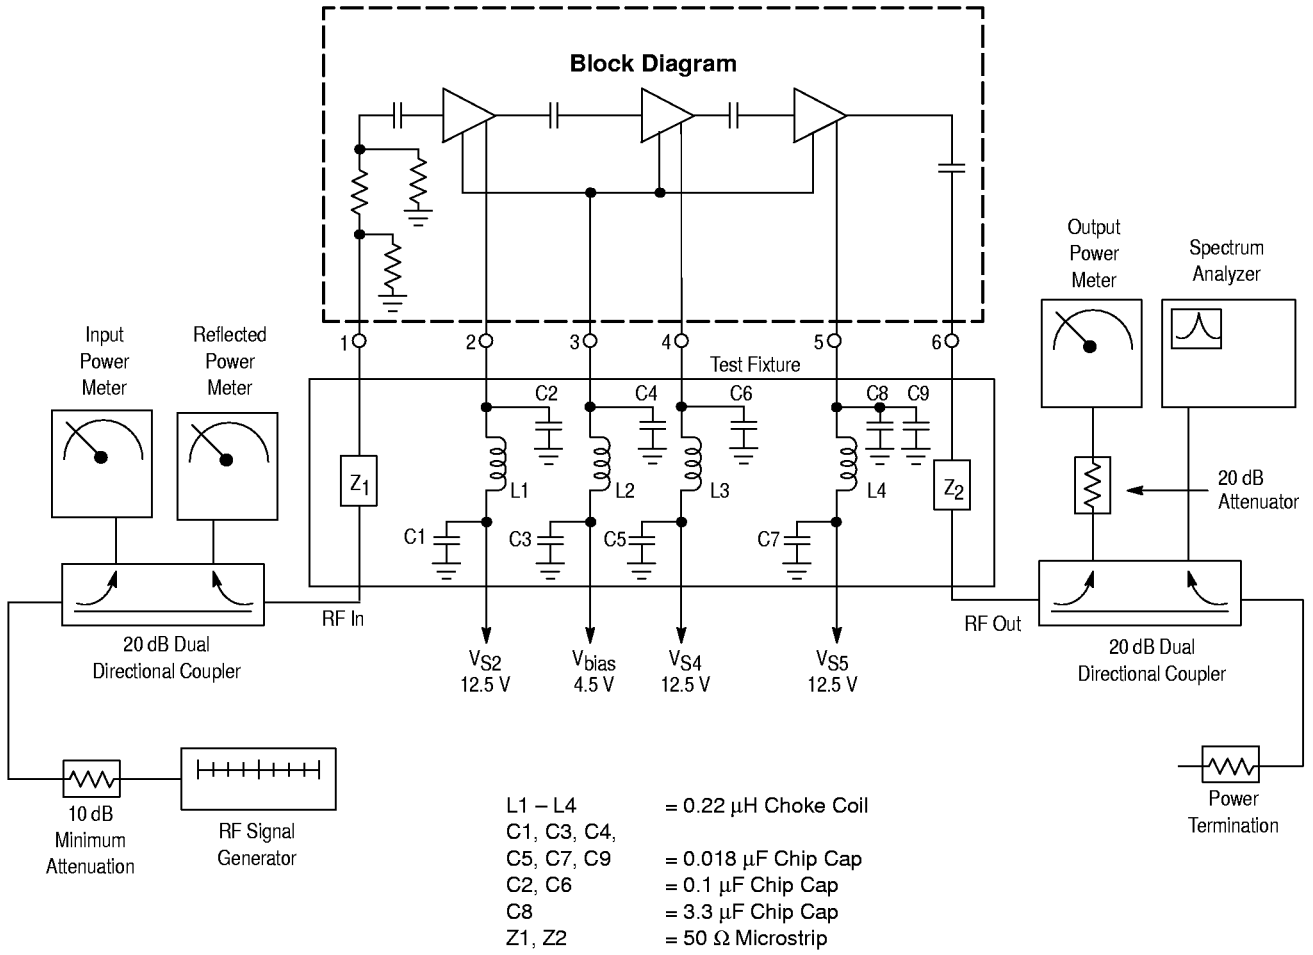 Block Diagram
1
2
3
4
5
6
Test Fixture
Input
Power
Meter
Reflected
Power
Meter
Output
Power
Meter
Spectrum
Analyzer
C2
C4
C6
C8
C9
Z1
L1
L2
L3
L4
Z2
C1
C3
C5
C7
20 dB
Attenuator
RF In
RF Out
20 dB Dual
Directional Coupler
VS2
12.5 V
Vbias
4.5 V
VS4
12.5 V
VS5
12.5 V
20 dB Dual
Directional Coupler
10 dB
Minimum
Attenuation
RF Signal
Generator
Power
Termination
L1 – L4 = 0.22 μH Choke Coil
C1, C3, C4,
C5, C7, C9 = 0.018 μF Chip Cap
C2, C6 = 0.1 μF Chip Cap
C8 = 3.3 μF Chip Cap
Z1, Z2 = 50 Ω Microstrip